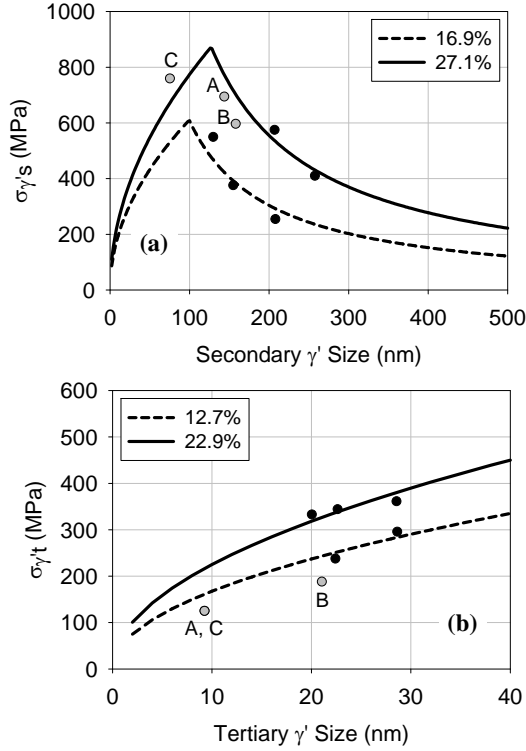 1000
800
600
400
200
0
σγ's (MPa)
C
A
B
16.9%
27.1%
(a)
0 100 200 300 400 500
Secondary γ' Size (nm)
600
500
400
300
200
100
0
σγ't (MPa)
12.7%
22.9%
B
A, C
(b)
0 10 20 30 40
Tertiary γ' Size (nm)